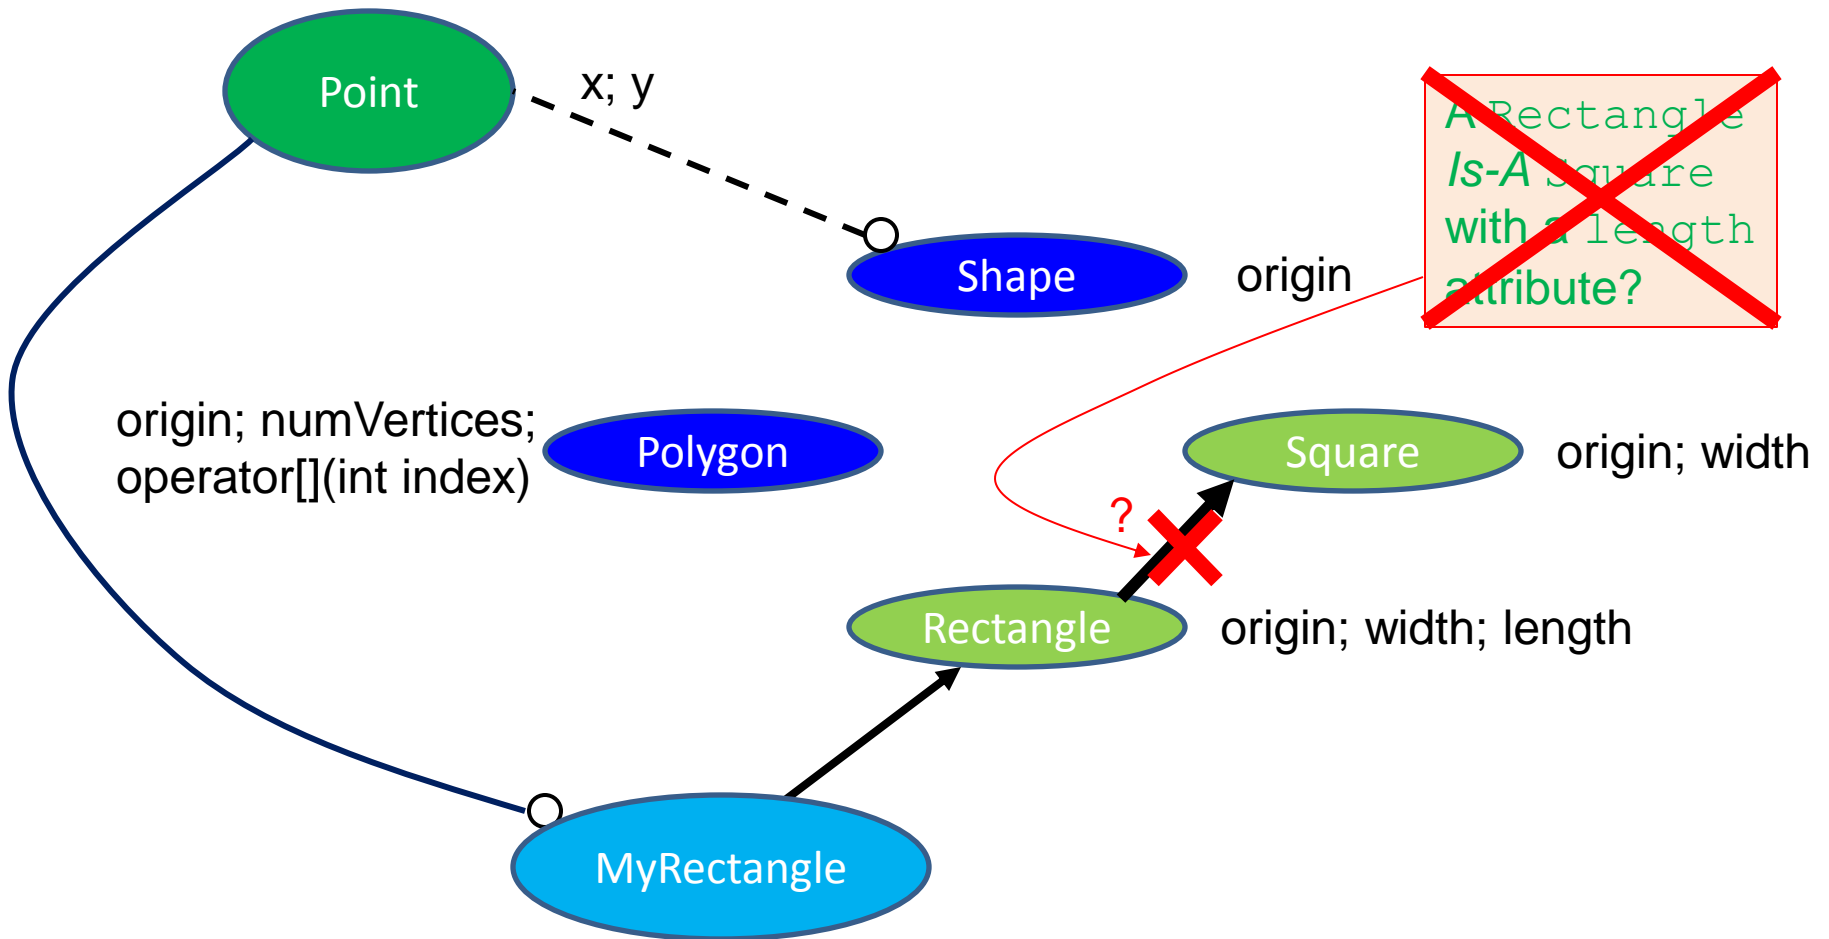 Point
x; y
A Rectangle
Is-A Square
with a length
attribute?
Shape
origin
origin; numVertices;
operator[](int index)
Polygon
Square
origin; width
?
Rectangle
origin; width; length
MyRectangle